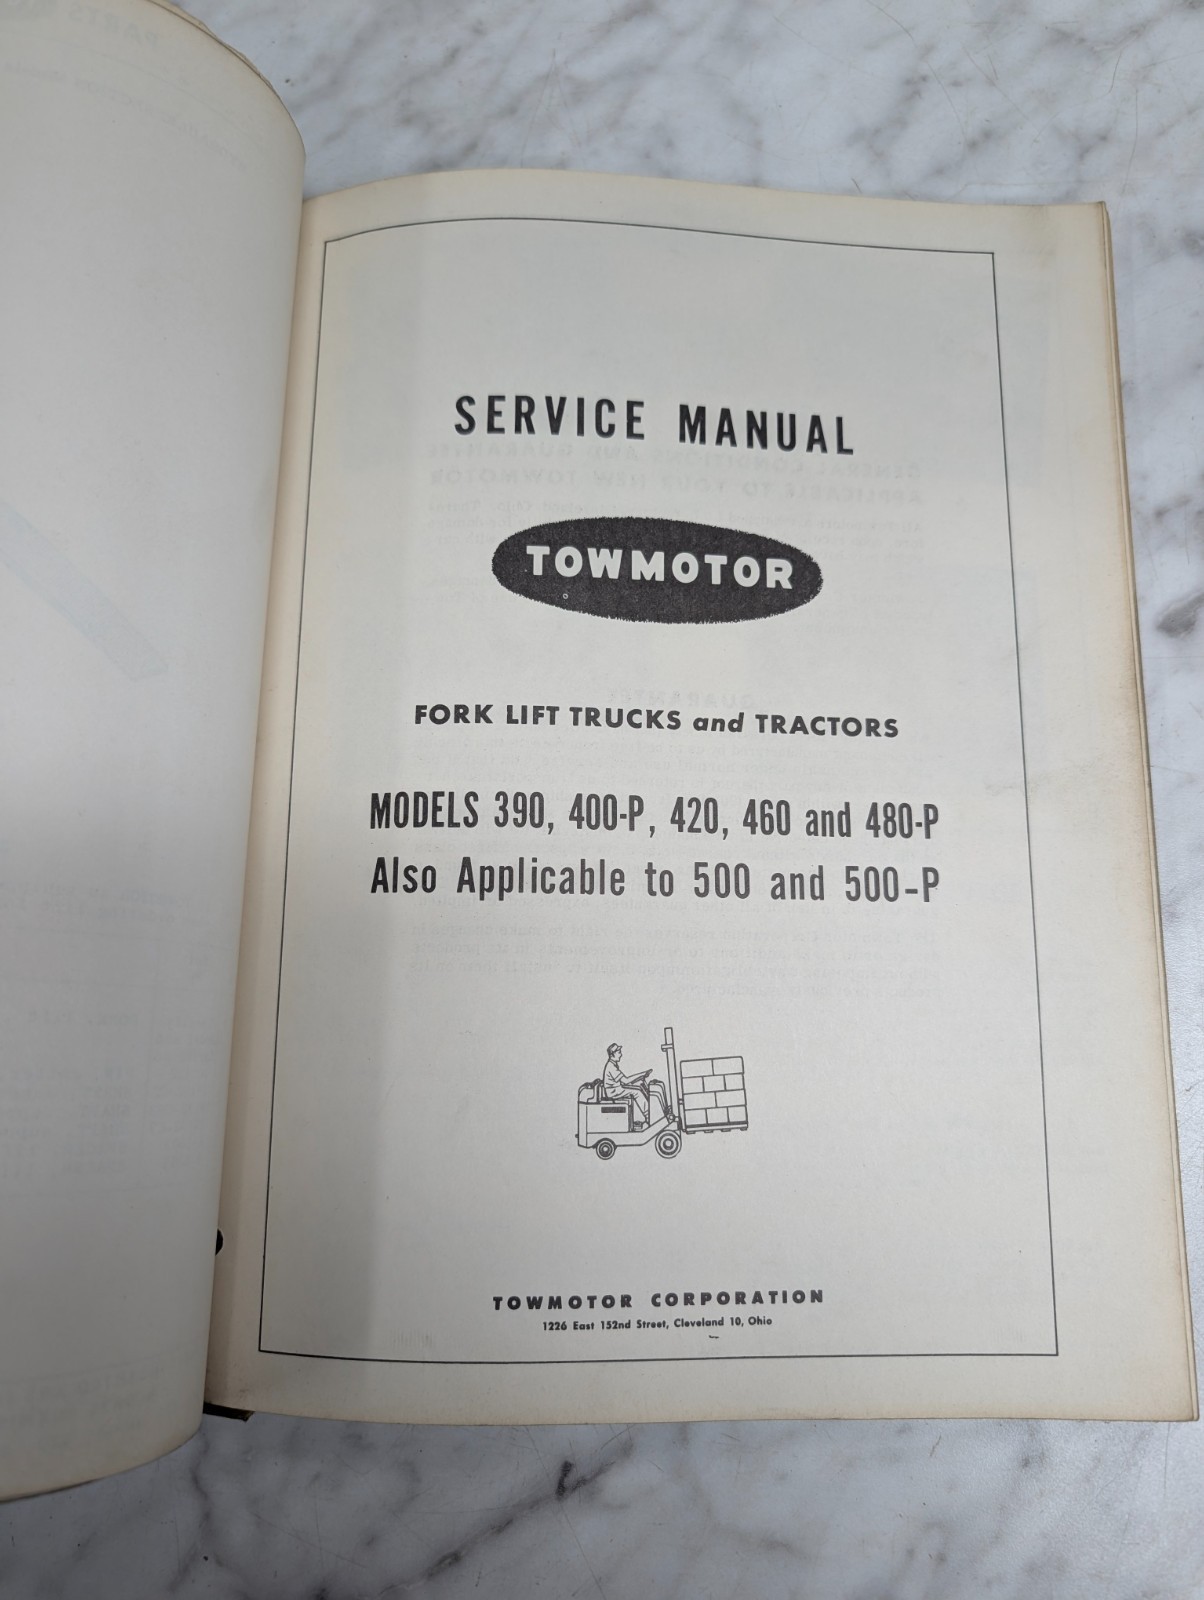 SERVICE MANUAL
TOWMOTOR
FORK LIFT TRUCKS and TRACTORS
MODELS 390, 400-P, 420, 460 and 480-P
Also Applicable to 500 and 500-P
TOWMOTOR CORPORATION
1226 East 152nd Street, Cleveland 10, Ohio